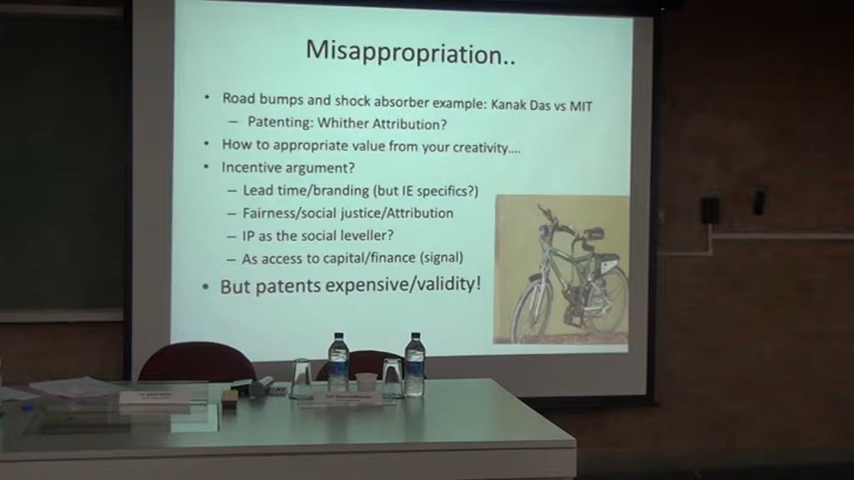 Misappropriation..
• Road bumps and shock absorber example: Kanak Das vs MIT
– Patenting: Whither Attribution?
• How to appropriate value from your creativity....
• Incentive argument?
– Lead time/branding (but IE specifics?)
– Fairness/social justice/Attribution
– IP as the social leveller?
– As access to capital/finance (signal)
• But patents expensive/validity!